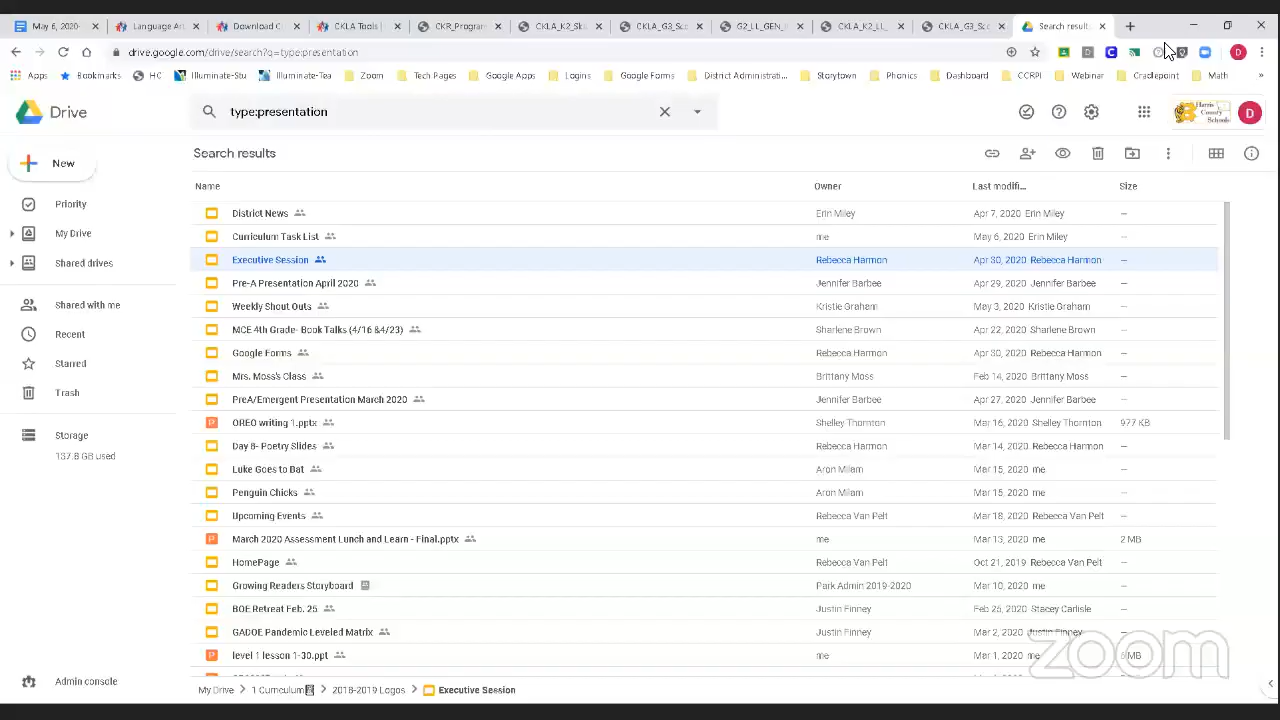 May 6, 2020- Language Ar. Download C CKLA Tools CKE Program CKLA_K2_S CKLA_G3_Sc G2_LL_GEN_ CKLA_K2_LL CKLA_G3_Sc Search result
drive.google.com/drive/search?q=type:presentation
Apps Bookmarks HC Illuminate-Stu Illuminate-Tea Zoom Tech Pages Google Apps Logins Google Forms District Administrati... Storytown Phonics Dashboard CCRPI Webinar Cradlepoint Math »
Drive type:presentation Harris County Schools D
Search results
New
Name Owner Last modifi... Size
Priority
My Drive
Shared drives
Shared with me
Recent
Starred
Trash
Storage
137.8 GB used
Admin console
District News Erin Miley Apr 7, 2020 Erin Miley —
Curriculum Task List me May 6, 2020 Erin Miley —
Executive Session Rebecca Harmon Apr 30, 2020 Rebecca Harmon —
Pre-A Presentation April 2020 Jennifer Barbee Apr 29, 2020 Jennifer Barbee —
Weekly Shout Outs Kristie Graham May 3, 2020 Kristie Graham —
MCE 4th Grade- Book Talks (4/16 &4/23) Sharlene Brown Apr 22, 2020 Sharlene Brown —
Google Forms Rebecca Harmon Apr 30, 2020 Rebecca Harmon —
Mrs. Moss's Class Brittany Moss Feb 14, 2020 Brittany Moss —
PreA/Emergent Presentation March 2020 Jennifer Barbee Apr 27, 2020 Jennifer Barbee —
OREO writing 1.pptx Shelley Thornton Mar 16, 2020 Shelley Thornton 977 KB
Day 8- Poetry Slides Rebecca Harmon Mar 14, 2020 Rebecca Harmon —
Luke Goes to Bat Aron Milam Mar 15, 2020 me —
Penguin Chicks Aron Milam Mar 15, 2020 me —
Upcoming Events Rebecca Van Pelt Mar 18, 2020 Rebecca Van Pelt —
March 2020 Assessment Lunch and Learn - Final.pptx me Mar 13, 2020 me 2 MB
HomePage Rebecca Van Pelt Oct 21, 2019 Rebecca Van Pelt —
Growing Readers Storyboard Park Admin 2019-2020 Mar 10, 2020 me —
BOE Retreat Feb. 25 Justin Finney Feb 25, 2020 Stacey Carlisle —
GADOE Pandemic Leveled Matrix Justin Finney Mar 2, 2020 Justin Finney —
level 1 lesson 1-30.ppt me Mar 1, 2020 me MB
zoom
My Drive > 1 Curriculum > 2018-2019 Logos > Executive Session